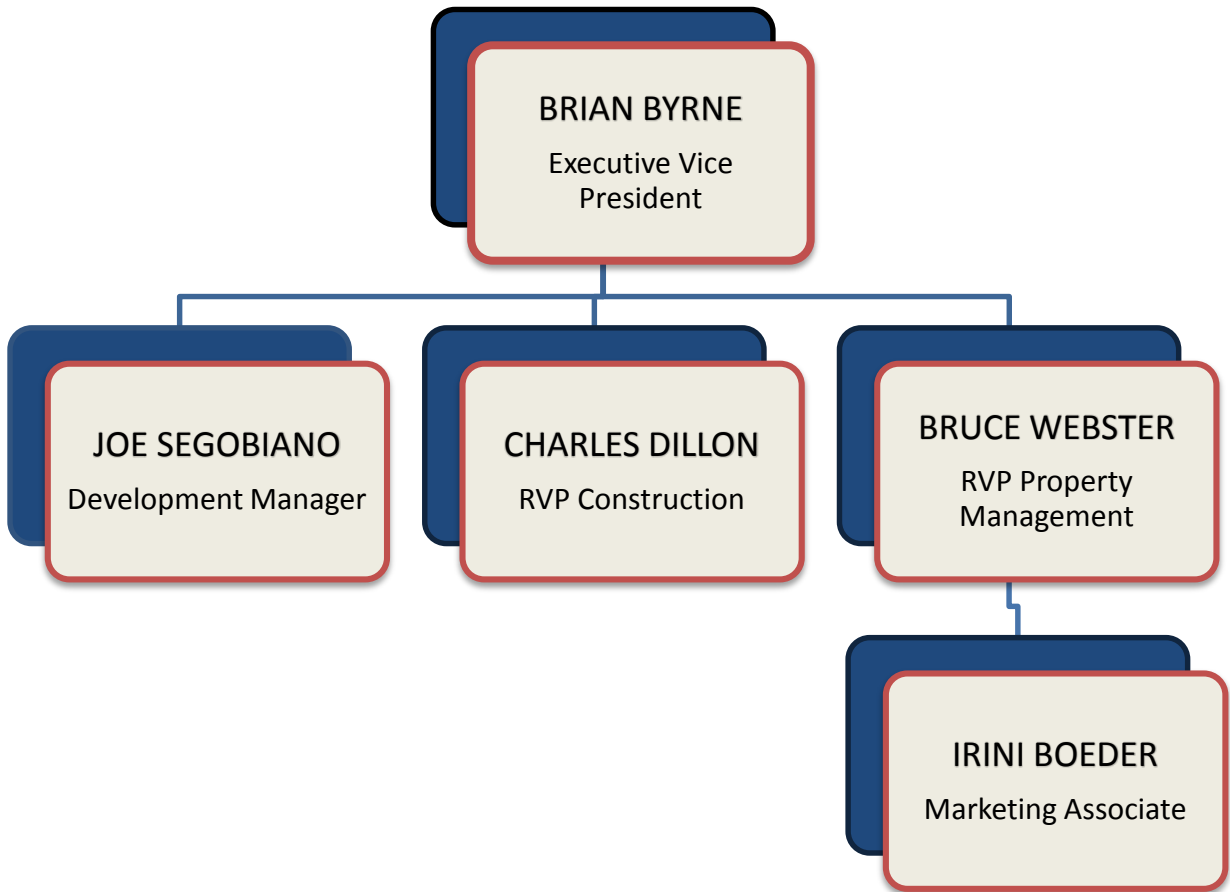 BRIAN BYRNE
Executive Vice
President
JOE SEGOBIANO
Development Manager
CHARLES DILLON
RVP Construction
BRUCE WEBSTER
RVP Property
Management
IRINI BOEDER
Marketing Associate